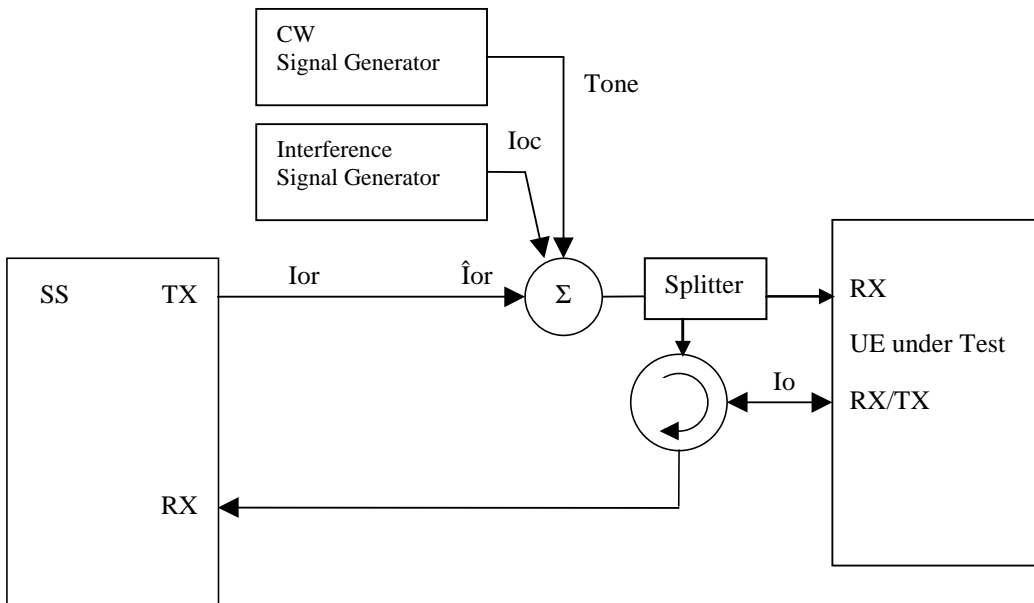 CW
Signal Generator
Tone
Interference
Signal Generator
Ioc
SS
TX
Ior
Îor
Σ
Splitter
RX
UE under Test
Io
RX/TX
RX